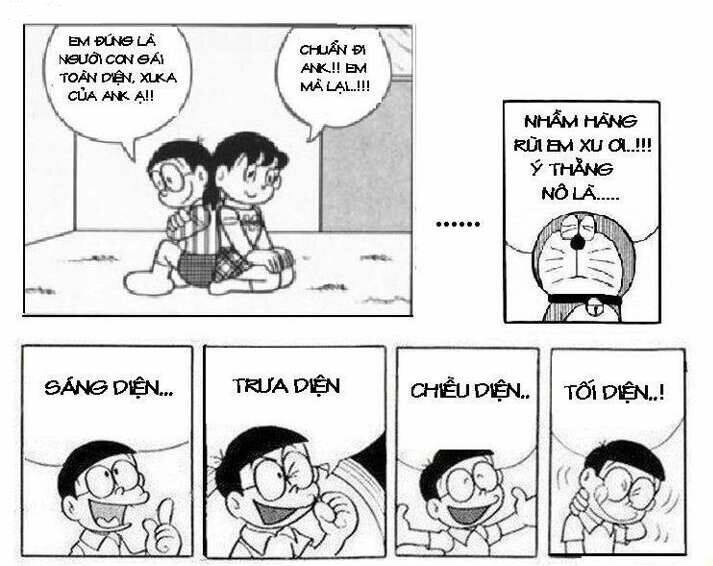 EM ĐÚNG LÀ
NGƯỜI CON GÁI
TOÀN DIỆN, XUKA
CỦA ANK Ạ!!
CHUẨN ĐI
ANK!! EM
MÀ LẠI...!!!
......
NHẦM HÀNG
RÙI EM XU ƠI..!!!
Ý THẰNG
NÔ LÀ.....
SÁNG DIỆN...
TRƯA DIỆN
CHIỀU DIỆN..
TỐI DIỆN..!